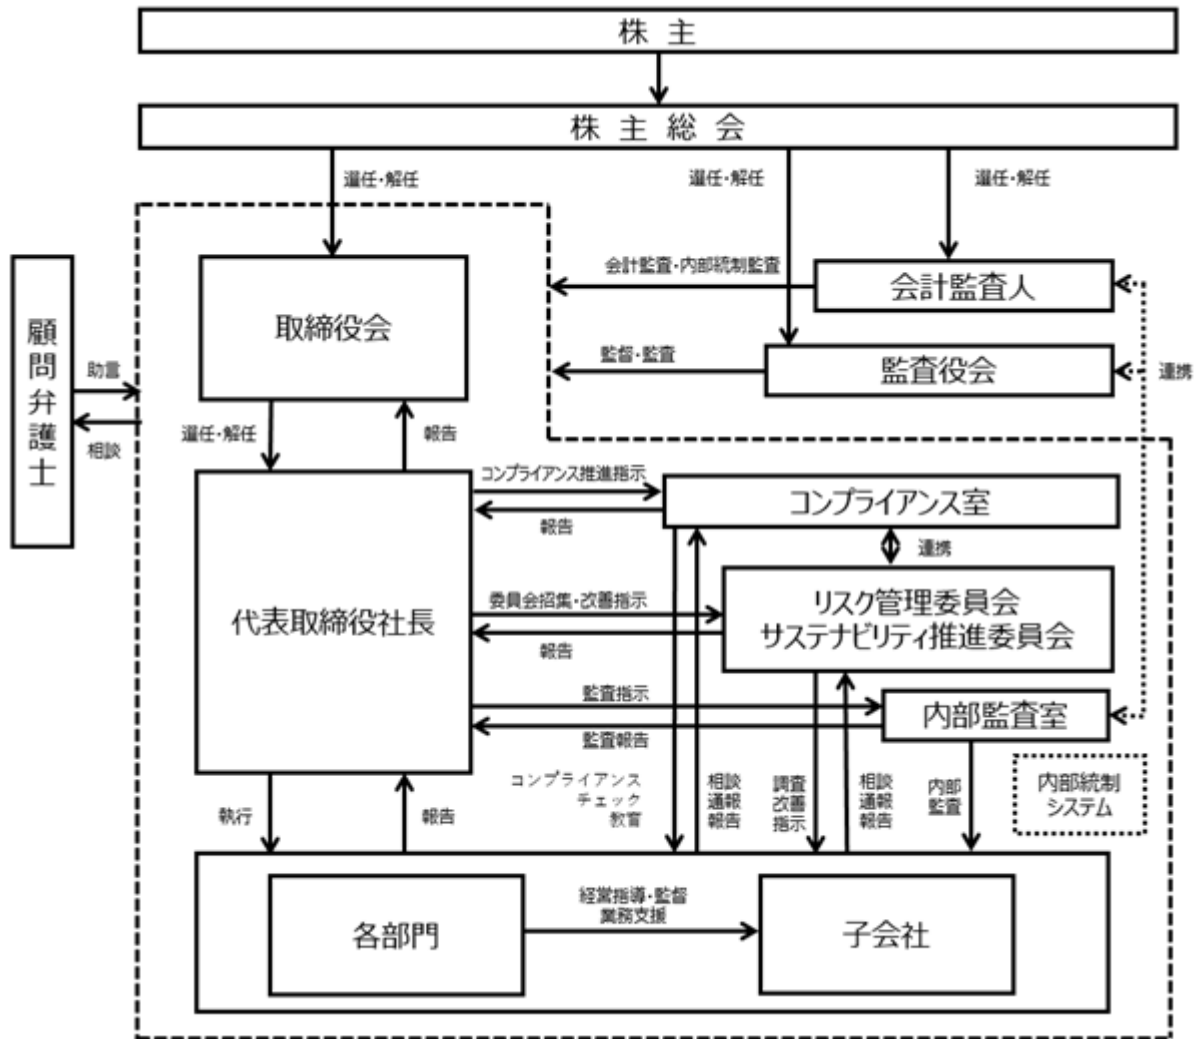 株 主
株 主 総 会
選任・解任
選任・解任
選任・解任
会計監査・内部統制監査
会計監査人
取締役会
監督・監査
監査役会
連携
顧問弁護士
助言
相談
選任・解任
報告
コンプライアンス推進指示
コンプライアンス室
報告
連携
代表取締役社長
委員会招集・改善指示
リスク管理委員会
サステナビリティ推進委員会
報告
監査指示
内部監査室
監査報告
コンプライアンス
チェック
教育
相談
通報
報告
調査
改善
指示
相談
通報
報告
内部
監査
内部統制
システム
執行
報告
各部門
経営指導・監督
業務支援
子会社